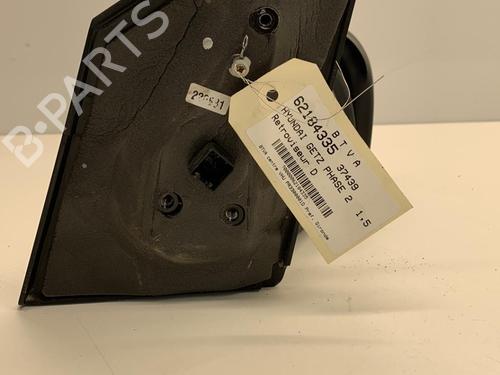 B-PARTS
B T V A
62184335 37439
HYUNDAI GETZ PHASE 2 1,5
Retroviseur D